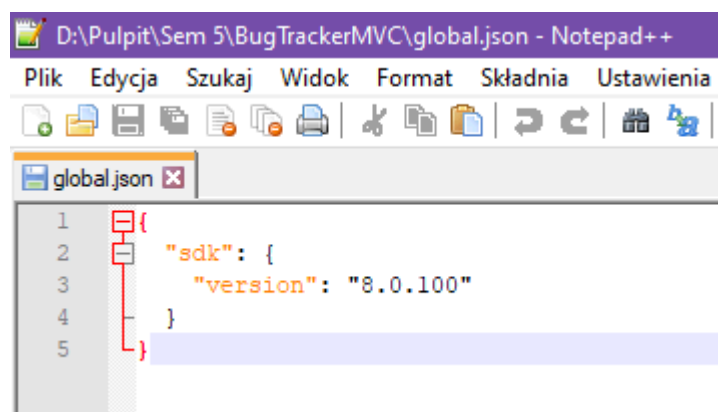 D:\Pulpit\Sem 5\BugTrackerMVC\global.json - Notepad++
Plik Edycja Szukaj Widok Format Składnia Ustawienia
global.json
1 {
2 "sdk": {
3 "version": "8.0.100"
4 }
5 }